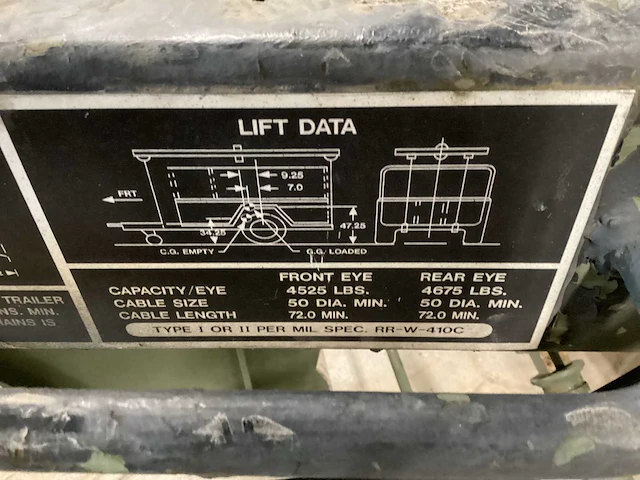 LIFT DATA
9.25
7.0
FRT
34.25
47.25
C.G. EMPTY
C.G. LOADED
FRONT EYE REAR EYE
CAPACITY/EYE 4525 LBS. 4675 LBS.
CABLE SIZE 50 DIA. MIN. 50 DIA. MIN.
CABLE LENGTH 72.0 MIN. 72.0 MIN.
TYPE I OR II PER MIL SPEC. RR-W-410C
TRAILER
NS. MIN.
HAINS IS